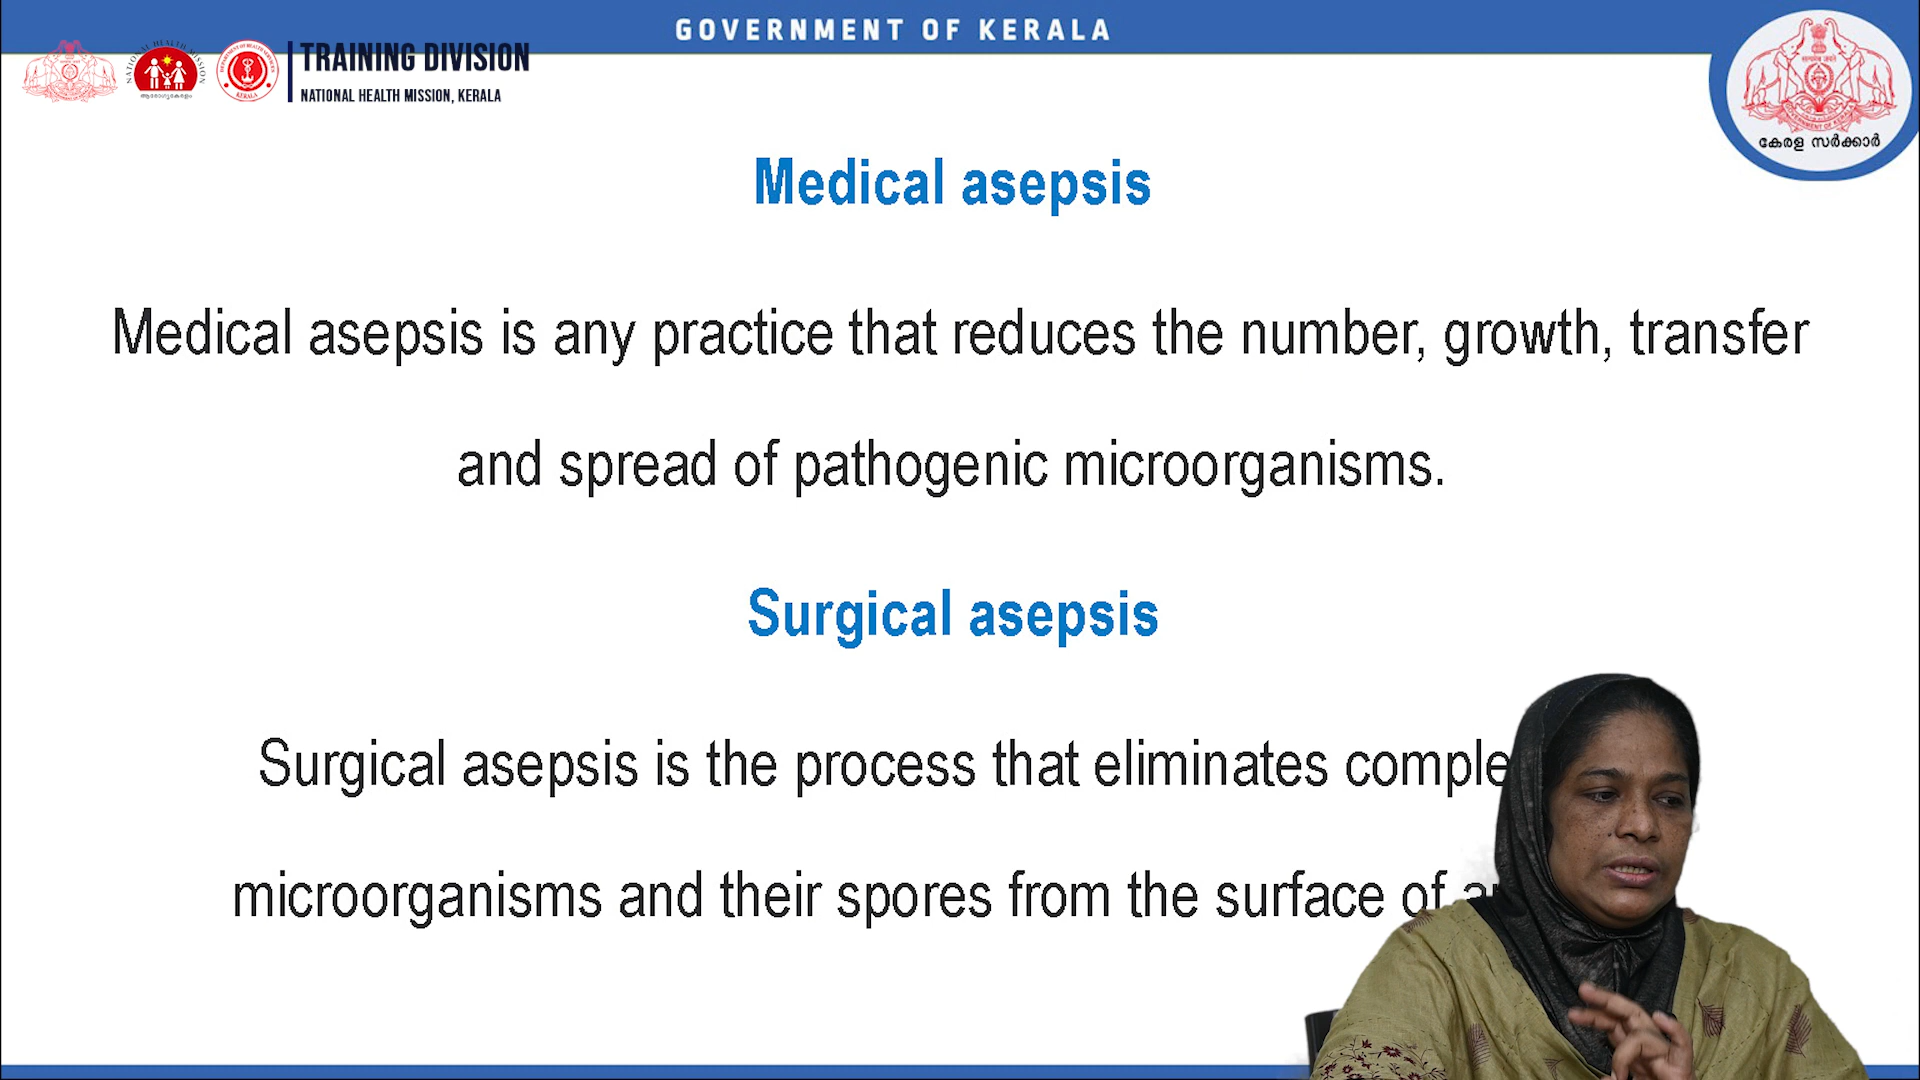 GOVERNMENT OF KERALA
TRAINING DIVISION
NATIONAL HEALTH MISSION, KERALA
കേരള സർക്കാർ
Medical asepsis
Medical asepsis is any practice that reduces the number, growth, transfer
and spread of pathogenic microorganisms.
Surgical asepsis
Surgical asepsis is the process that eliminates
microorganisms and their spores from the surface of